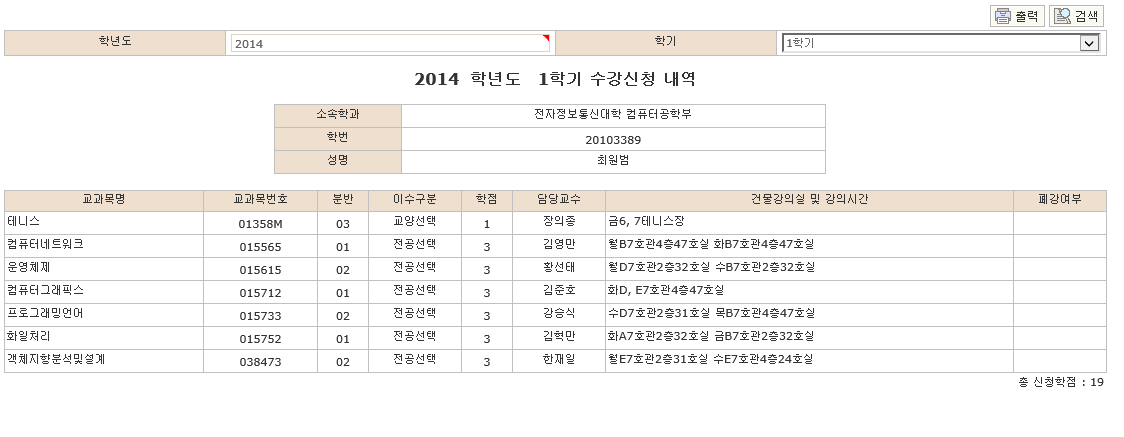 출력 검색
학년도 2014 학기 1학기
2014 학년도 1학기 수강신청 내역
소속학과 전자정보통신대학 컴퓨터공학부
학번 20103389
성명 최원범
교과목명 교과목번호 분반 이수구분 학점 담당교수 건물강의실 및 강의시간 폐강여부
테니스 01358M 03 교양선택 1 장의종 금6, 7테니스장
컴퓨터네트워크 015565 01 전공선택 3 김영만 월B7호관4층47호실 화B7호관4층47호실
운영체제 015615 02 전공선택 3 황선태 월D7호관2층32호실 수B7호관2층32호실
컴퓨터그래픽스 015712 01 전공선택 3 김준호 화D, E7호관4층47호실
프로그래밍언어 015733 02 전공선택 3 강승식 수D7호관2층31호실 목B7호관4층47호실
화일처리 015752 01 전공선택 3 김혁만 화A7호관2층32호실 금B7호관2층32호실
객체지향분석및설계 038473 02 전공선택 3 한재일 월E7호관2층31호실 수E7호관4층24호실
총 신청학점 : 19